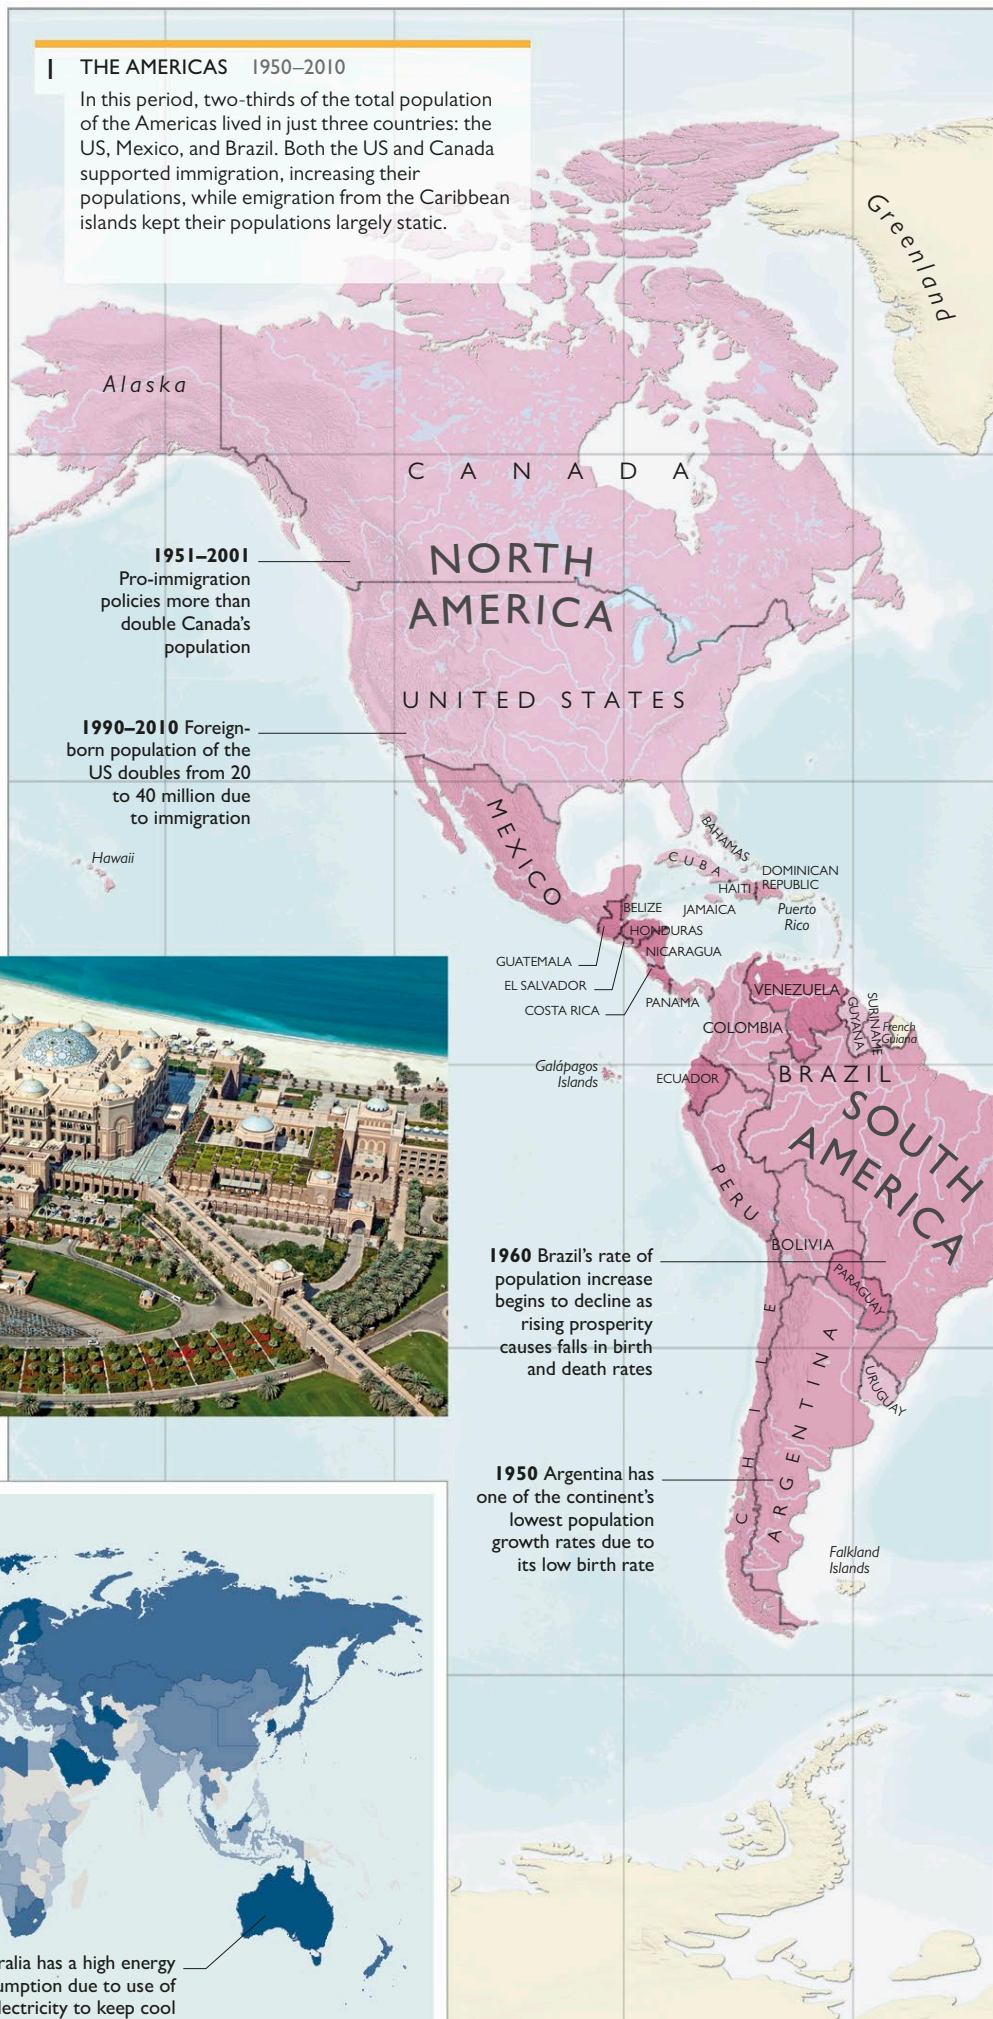 1 THE AMERICAS 1950–2010
In this period, two-thirds of the total population
of the Americas lived in just three countries: the
US, Mexico, and Brazil. Both the US and Canada
supported immigration, increasing their
populations, while emigration from the Caribbean
islands kept their populations largely static.
Greenland
Alaska
CANADA
NORTH
AMERICA
1951–2001
Pro-immigration
policies more than
double Canada's
population
UNITED STATES
1990–2010 Foreign-
born population of the
US doubles from 20
to 40 million due
to immigration
Hawaii
MEXICO
BAHAMAS
CUBA
DOMINICAN
REPUBLIC
HAITI
BELIZE
JAMAICA
Puerto
Rico
HONDURAS
NICARAGUA
GUATEMALA
EL SALVADOR
COSTA RICA
PANAMA
VENEZUELA
GUYANA
SURINAME
French
Guiana
COLOMBIA
Galápagos
Islands
ECUADOR
BRAZIL
SOUTH
AMERICA
PERU
BOLIVIA
1960 Brazil's rate of
population increase
begins to decline as
rising prosperity
causes falls in birth
and death rates
PARAGUAY
CHILE
ARGENTINA
URUGUAY
1950 Argentina has
one of the continent's
lowest population
growth rates due to
its low birth rate
Falkland
Islands
ralia has a high energy
umption due to use of
lectricity to keep cool